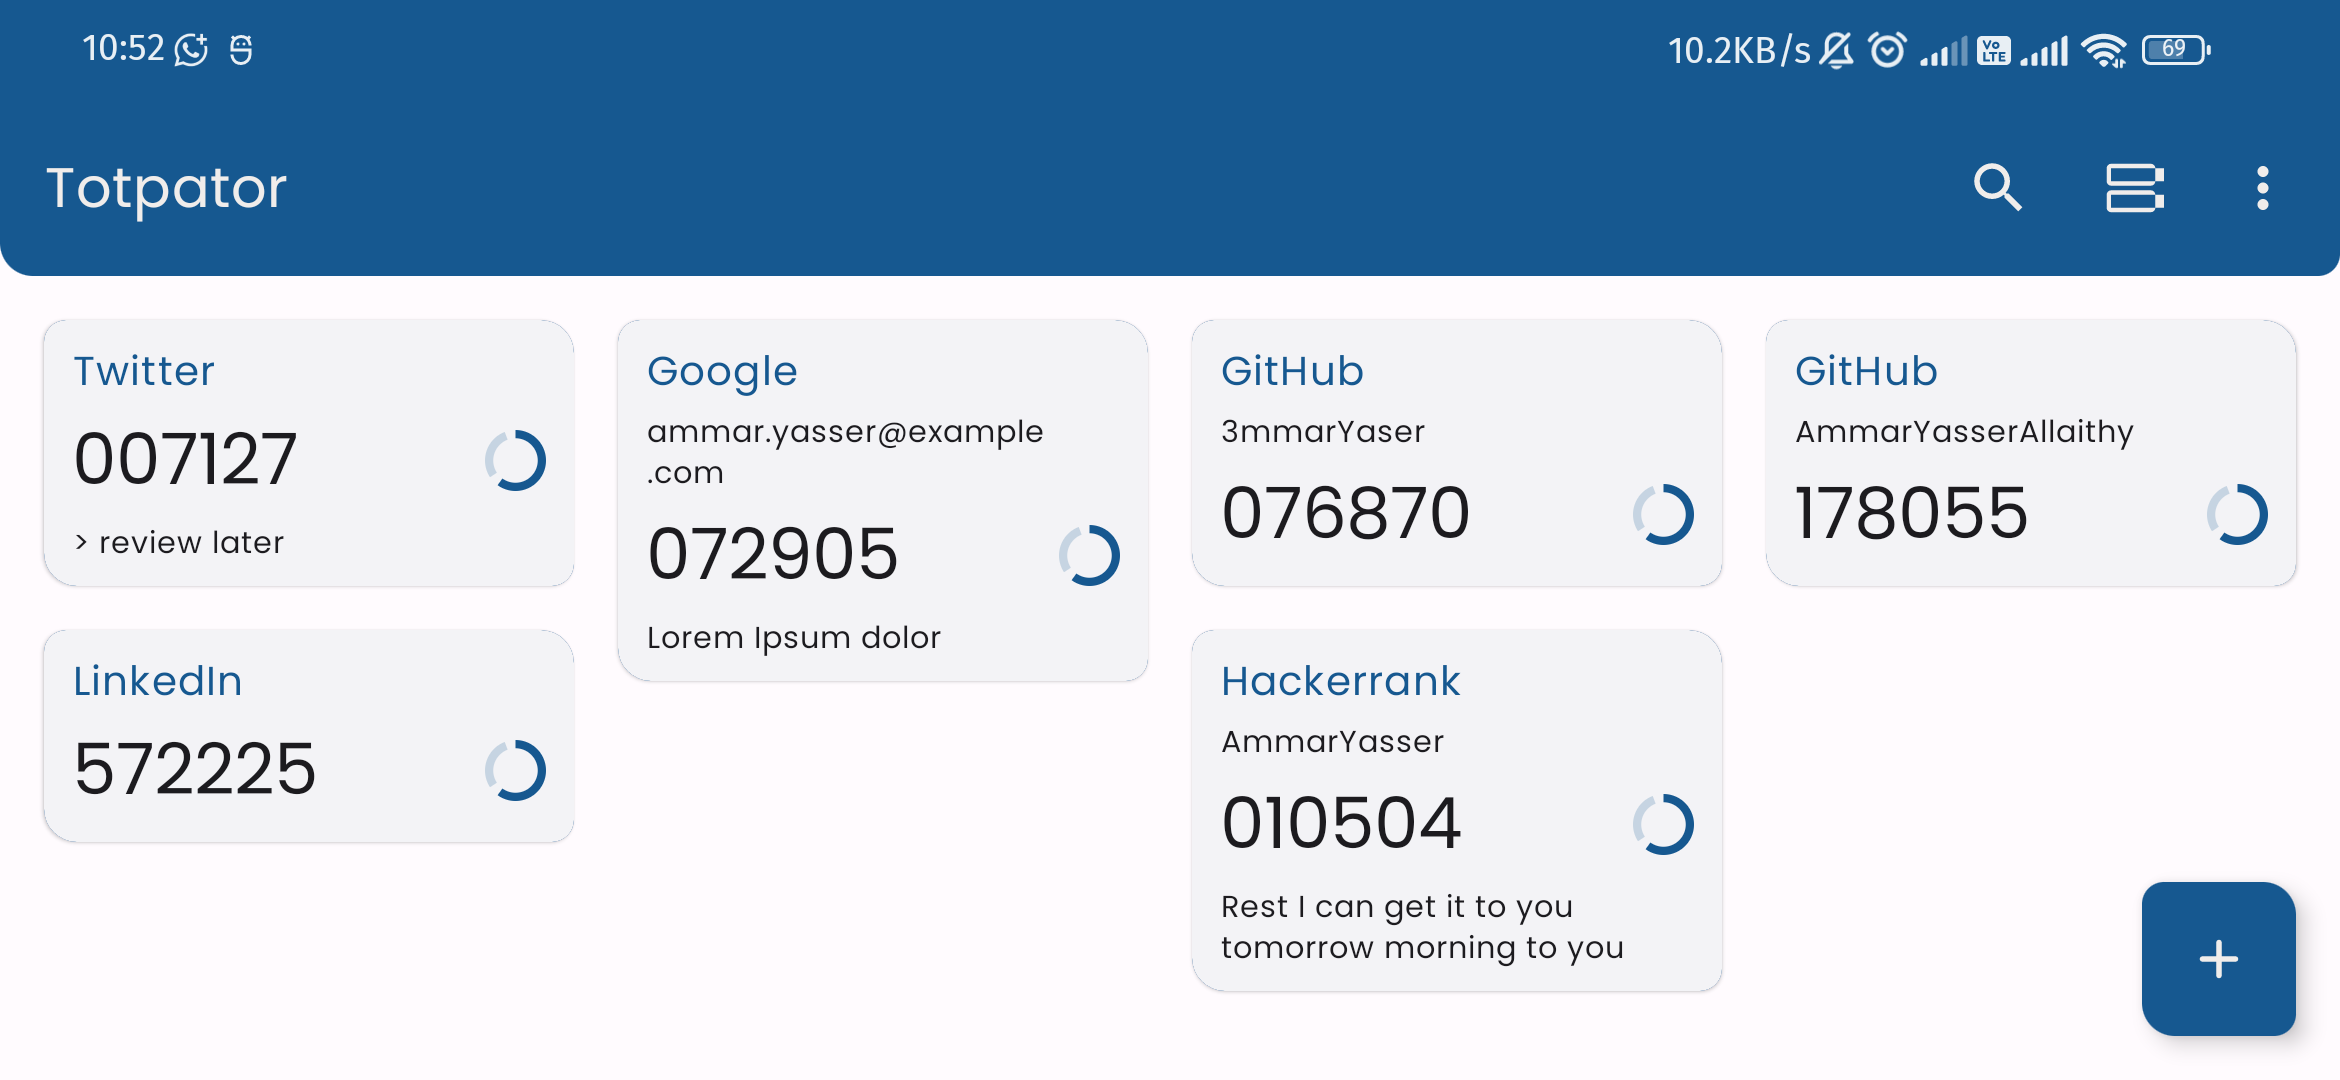 10:52
10.2KB/s
Vo LTE
69
Totpator
Twitter
007127
> review later
Google
ammar.yasser@example
.com
072905
Lorem Ipsum dolor
GitHub
3mmarYaser
076870
GitHub
AmmarYasserAllaithy
178055
LinkedIn
572225
Hackerrank
AmmarYasser
010504
Rest I can get it to you
tomorrow morning to you